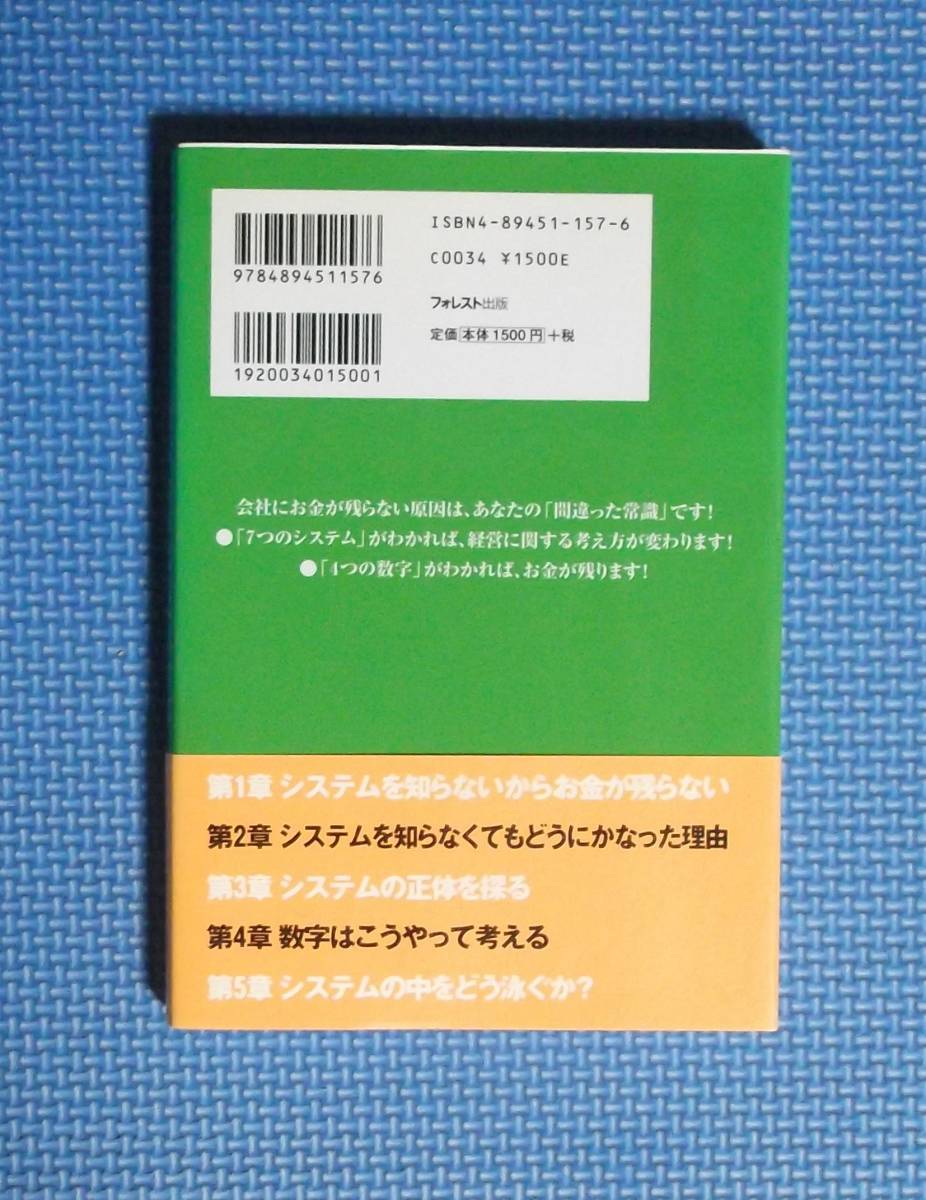 ISBN4-89451-157-6
C0034 ¥1500E
9784894511576
フォレスト出版
定価 本体1500円 +税
1920034015001
会社にお金が残らない原因は、あなたの「間違った常識」です!
●「7つのシステム」がわかれば、経営に関する考え方が変わります!
●「4つの数字」がわかれば、お金が残ります!
第1章 システムを知らないからお金が残らない
第2章 システムを知らなくてもどうにかなった理由
第3章 システムの正体を探る
第4章 数字はこうやって考える
第5章 システムの中をどう泳ぐか?